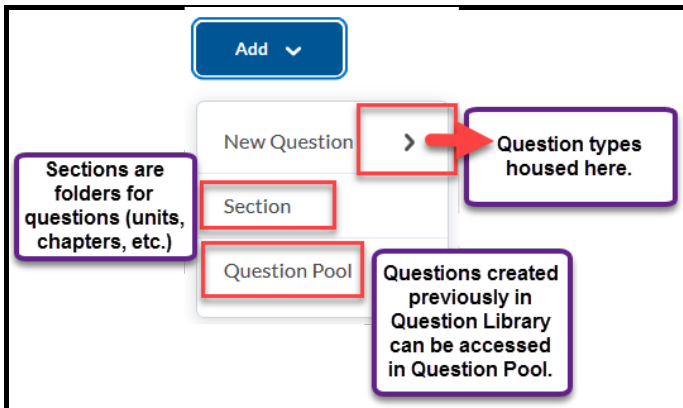 Add
New Question
Question types
housed here.
Sections are
folders for
questions (units,
chapters, etc.)
Section
Question Pool
Questions created
previously in
Question Library
can be accessed
in Question Pool.